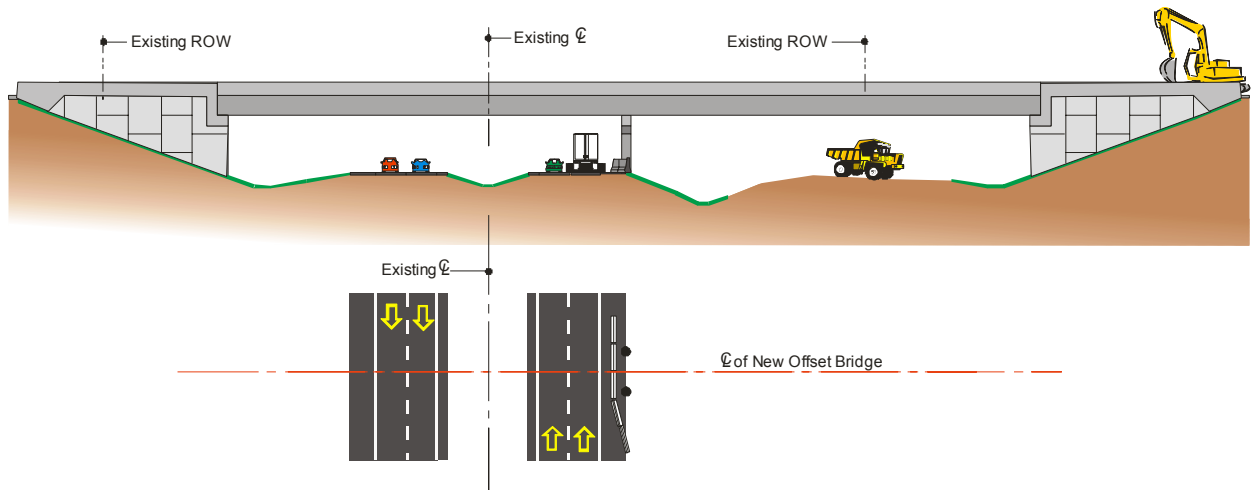 Existing ROW
Existing ℄
Existing ROW
Existing ℄
℄ of New Offset Bridge